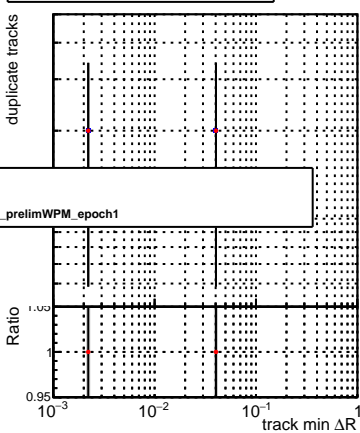 duplicate tracks
_prelimWPM_epoch1
1.05
Ratio
1
0.95
10−3
10−2
10−1
1
track min ΔR